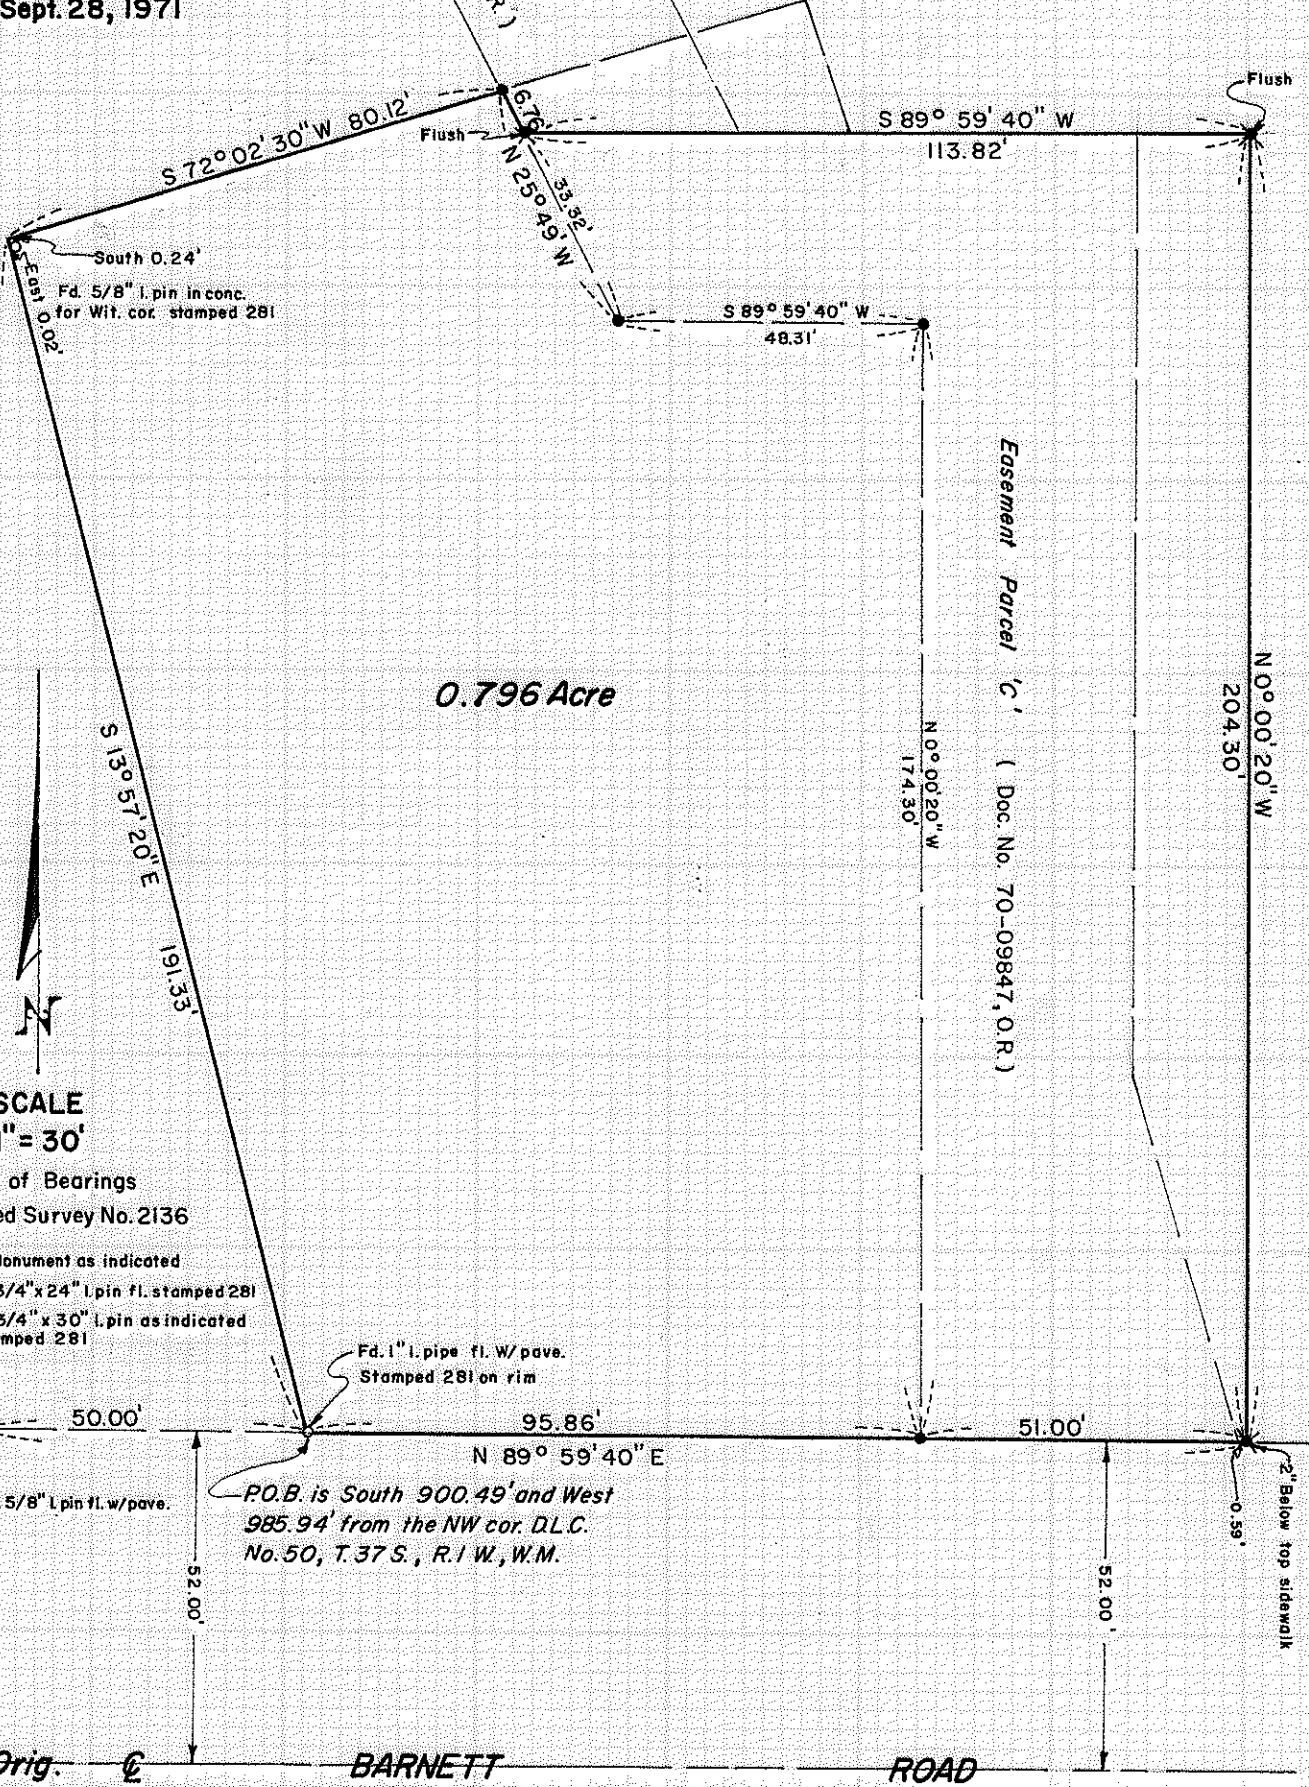 Sept. 28, 1971
R.)
Flush
6.76
S 72° 02' 30" W 80.12'
Flush
S 89° 59' 40" W
113.82'
N 25° 49' W
33.32'
South 0.24'
East 0.02'
Fd. 5/8" I. pin in conc.
for Wit. cor. stamped 281
S 89° 59' 40" W
48.31'
Easement Parcel 'C' ( Doc. No. 70-09847, O.R.)
N 0° 00' 20" W
204.30'
0.796 Acre
N 0° 00' 20" W
174.30'
S 13° 57' 20" E 191.33'
N
SCALE
1" = 30'
of Bearings
ed Survey No. 2136
Monument as indicated
3/4" x 24" I. pin fl. stamped 281
3/4" x 30" I. pin as indicated
mped 281
Fd. 1" I. pipe fl. W/ pave.
Stamped 281 on rim
50.00'
95.86'
N 89° 59' 40" E
51.00'
5/8" I. pin fl. w/pave.
P.O.B. is South 900.49' and West
985.94' from the NW cor. D.L.C.
No. 50, T. 37 S., R. 1 W., W.M.
0.59'
2" Below top sidewalk
52.00'
52.00'
Orig. ℄ BARNETT ROAD